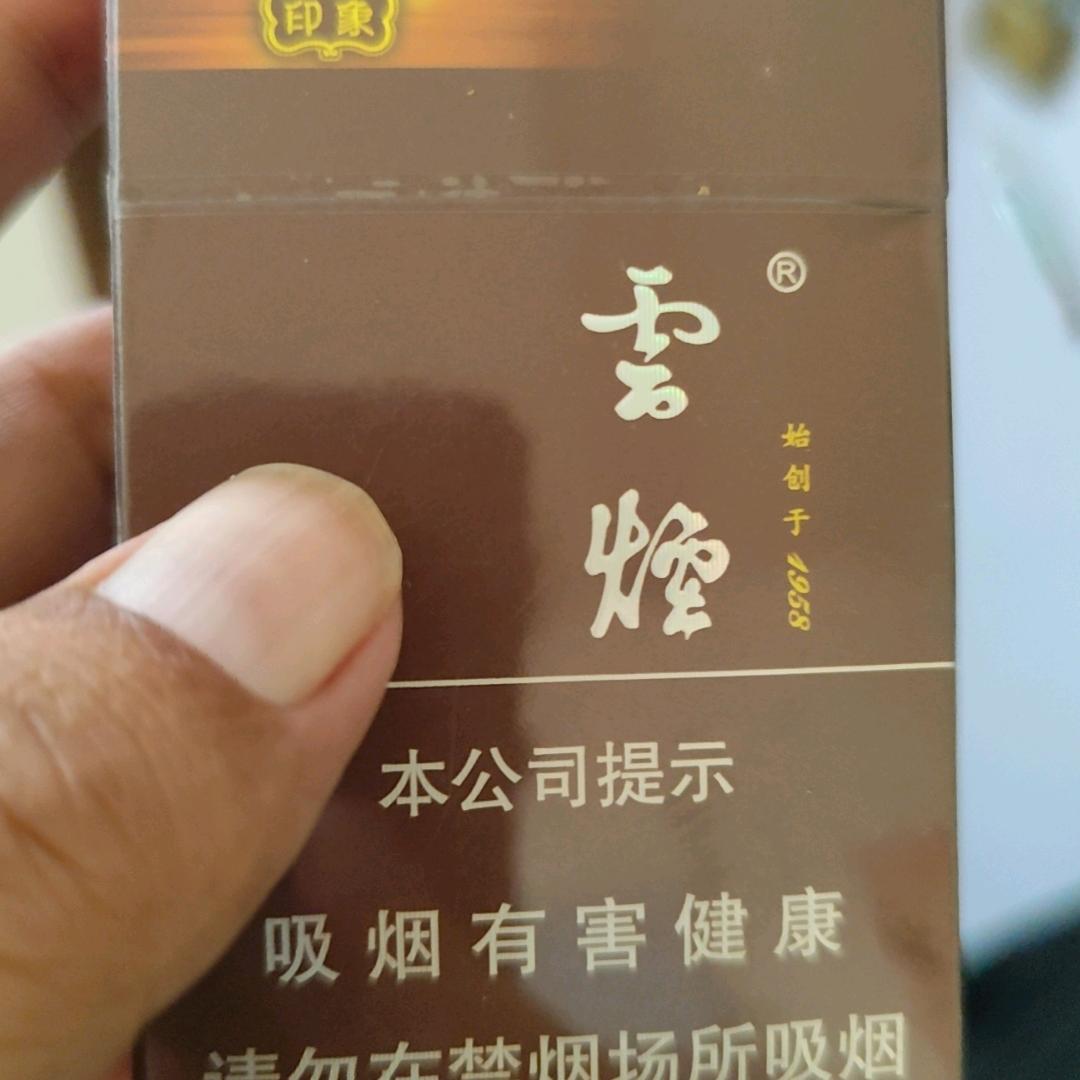 印象
雲煙
®
始创于1958
本公司提示
吸烟有害健康
请勿在禁烟场所吸烟